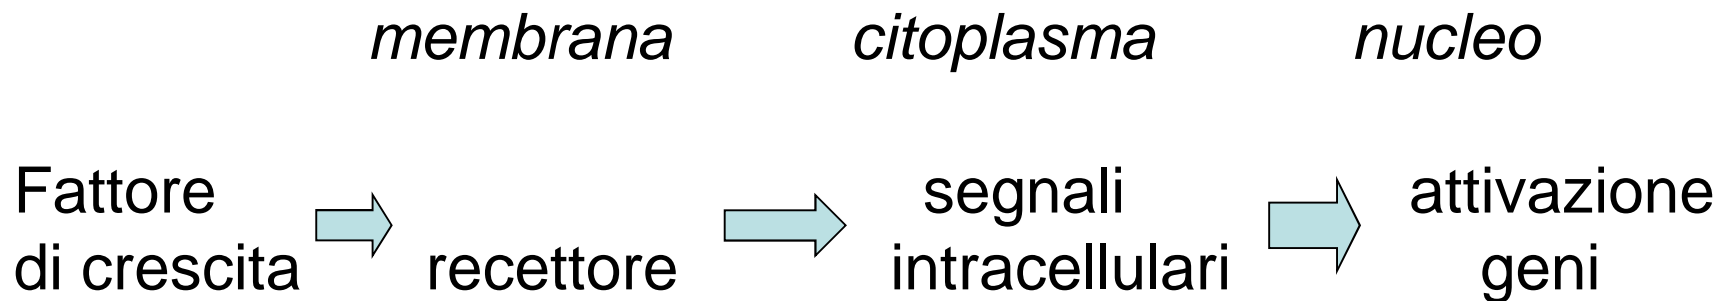 membrana citoplasma nucleo
Fattore segnali attivazione
di crescita recettore intracellulari geni